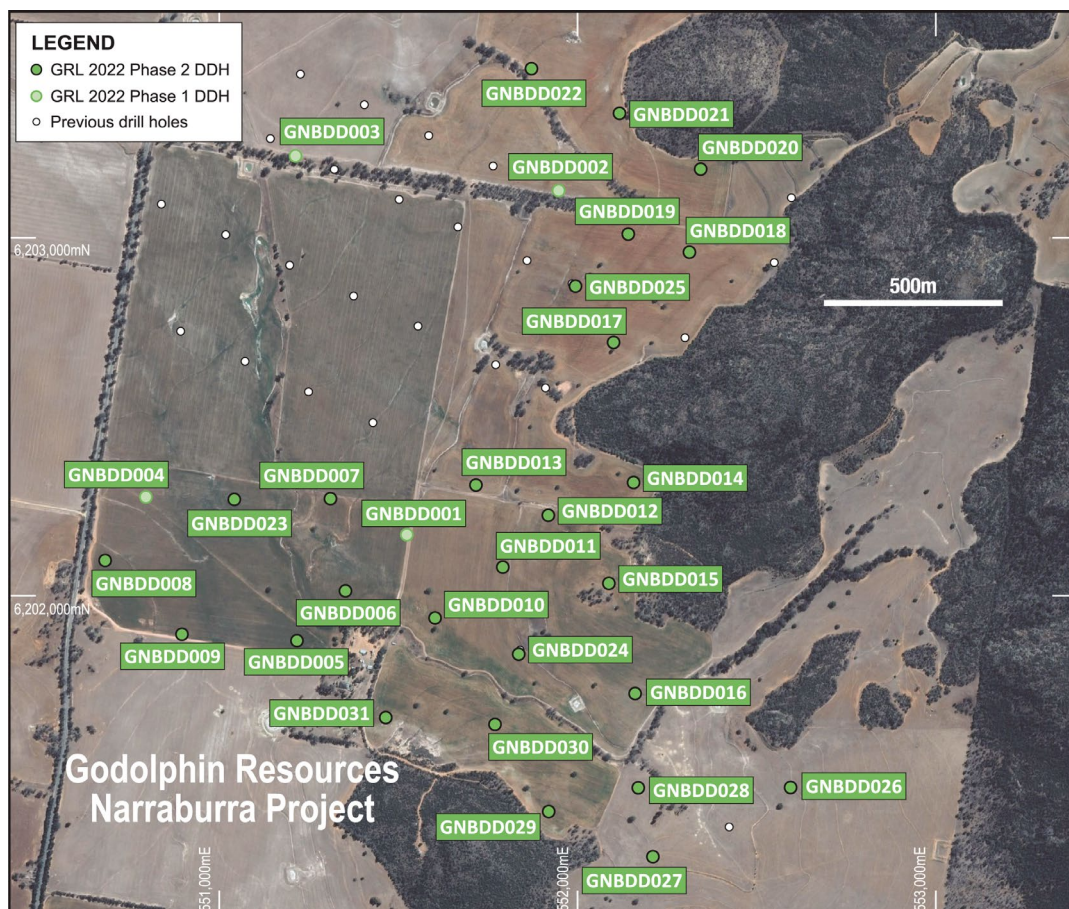 LEGEND
GRL 2022 Phase 2 DDH
GRL 2022 Phase 1 DDH
Previous drill holes
GNBDD022
GNBDD021
GNBDD003
GNBDD020
GNBDD002
GNBDD019
GNBDD018
6,203,000mN
GNBDD025
500m
GNBDD017
GNBDD013
GNBDD004
GNBDD007
GNBDD014
GNBDD023
GNBDD001
GNBDD012
GNBDD011
GNBDD008
GNBDD015
6,202,000mN
GNBDD006
GNBDD010
GNBDD009
GNBDD005
GNBDD024
GNBDD016
GNBDD031
GNBDD030
Godolphin Resources
Narraburra Project
GNBDD028
GNBDD026
GNBDD029
GNBDD027
551,000mE
552,000mE
553,000mE